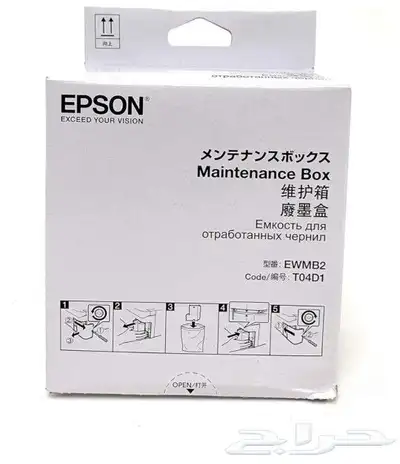 向上
EPSON
EXCEED YOUR VISION
メンテナンスボックス
Maintenance Box
维护箱
廢墨盒
Емкость для
отработанных чернил
型番: EWMB2
Code/编号: T04D1
1
2
3
4
5
OPEN/打开
حراج